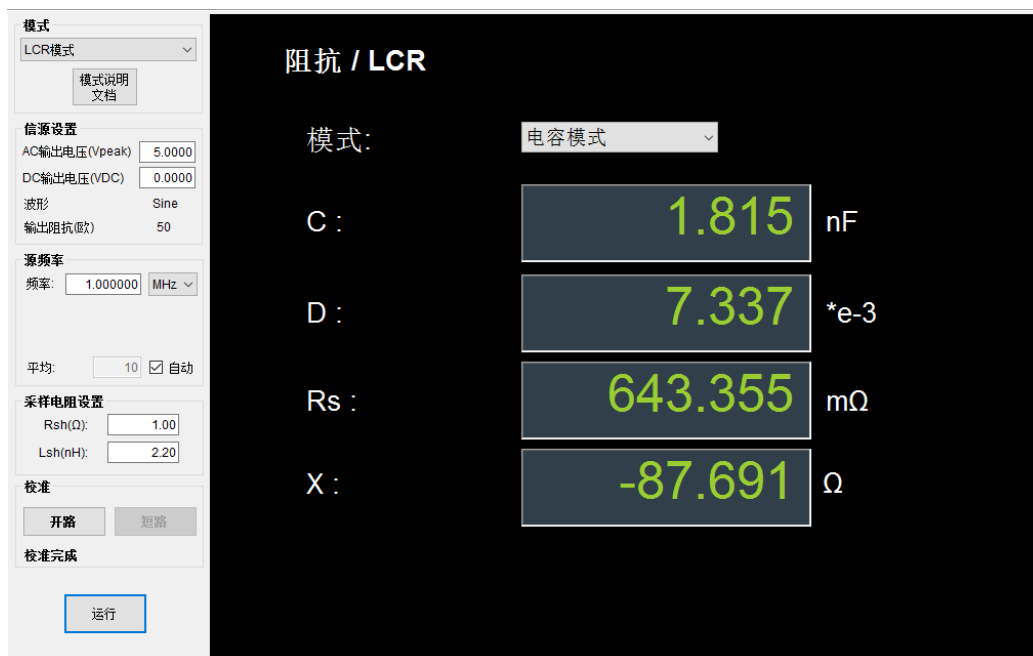 模式
LCR模式
模式说明
文档
信源设置
AC输出电压(Vpeak) 5.0000
DC输出电压(VDC) 0.0000
波形 Sine
输出阻抗(欧) 50
源频率
频率: 1.000000 MHz
平均: 10 自动
采样电阻设置
Rsh(Ω): 1.00
Lsh(nH): 2.20
校准
开路 短路
校准完成
运行
阻抗 / LCR
模式: 电容模式
C : 1.815 nF
D : 7.337 *e-3
Rs : 643.355 mΩ
X : -87.691 Ω